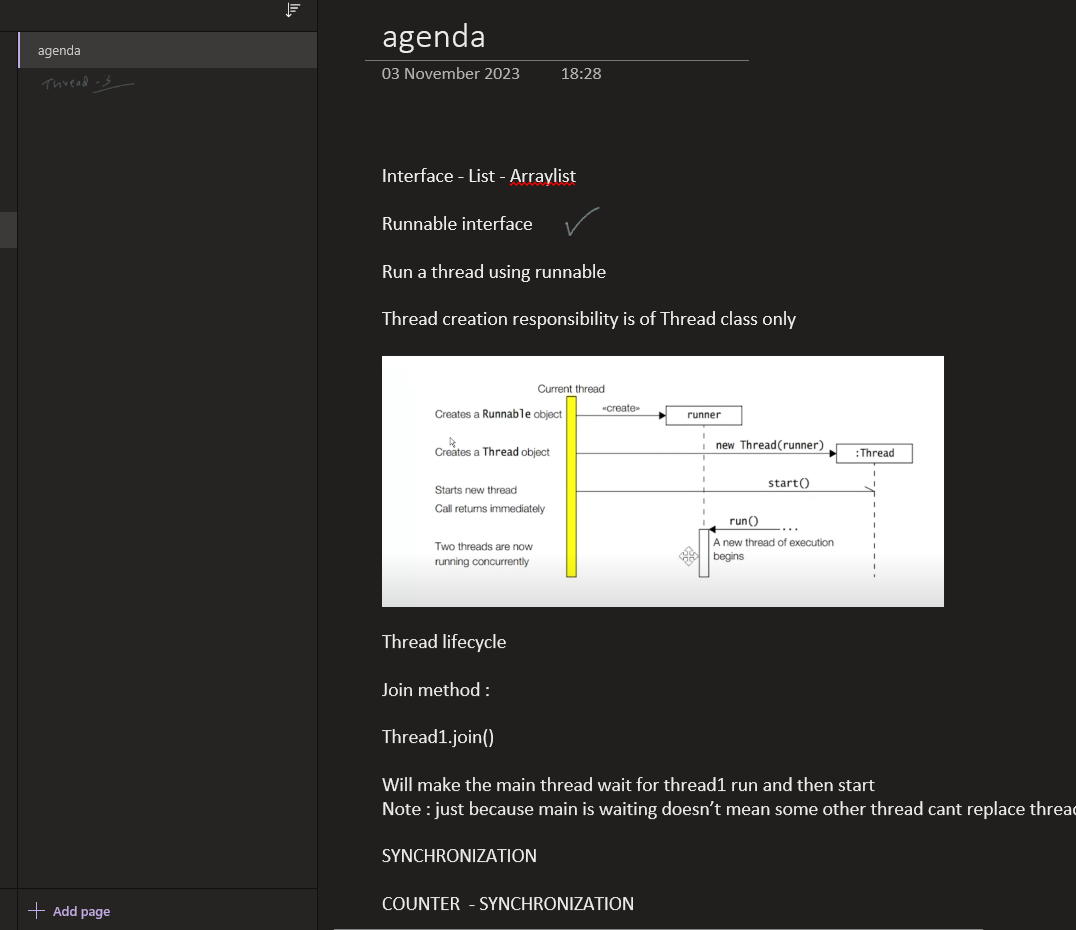 agenda
Thread - 3
agenda
03 November 2023 18:28
Interface - List - Arraylist
Runnable interface
Run a thread using runnable
Thread creation responsibility is of Thread class only
Current thread
Creates a Runnable object «create» runner
Creates a Thread object new Thread(runner) :Thread
Starts new thread start()
Call returns immediately
run() ...
Two threads are now A new thread of execution
running concurrently begins
Thread lifecycle
Join method :
Thread1.join()
Will make the main thread wait for thread1 run and then start
Note : just because main is waiting doesn’t mean some other thread cant replace threa
SYNCHRONIZATION
COUNTER - SYNCHRONIZATION
Add page